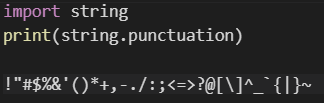 import string
print(string.punctuation)
!"#$%&'()*+,-./:;<=>?@[\]^_`{|}~